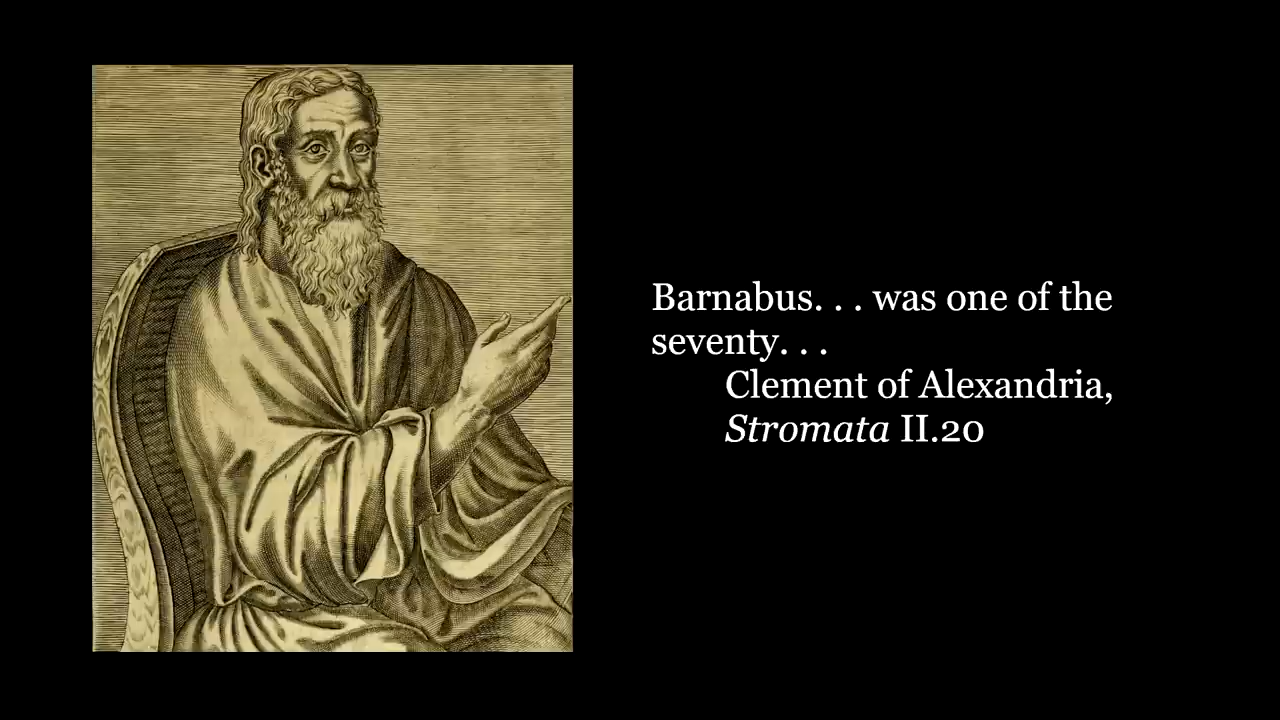 Barnabus. . . was one of the
seventy. . .
Clement of Alexandria,
Stromata II.20